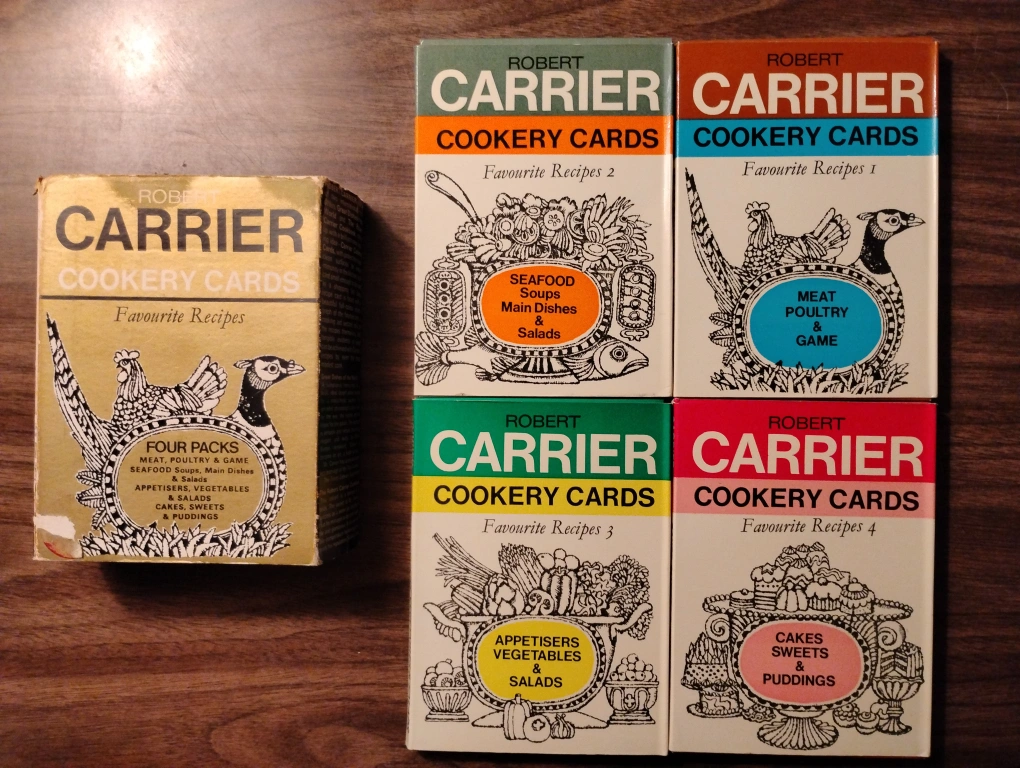 ROBERT
CARRIER
COOKERY CARDS
Favourite Recipes
FOUR PACKS
MEAT, POULTRY & GAME
SEAFOOD Soups, Main Dishes
& Salads
APPETISERS, VEGETABLES
& SALADS
CAKES, SWEETS
& PUDDINGS
ROBERT
CARRIER
COOKERY CARDS
Favourite Recipes 2
SEAFOOD
Soups
Main Dishes
&
Salads
ROBERT
CARRIER
COOKERY CARDS
Favourite Recipes 1
MEAT
POULTRY
&
GAME
ROBERT
CARRIER
COOKERY CARDS
Favourite Recipes 3
APPETISERS
VEGETABLES
&
SALADS
ROBERT
CARRIER
COOKERY CARDS
Favourite Recipes 4
CAKES
SWEETS
&
PUDDINGS